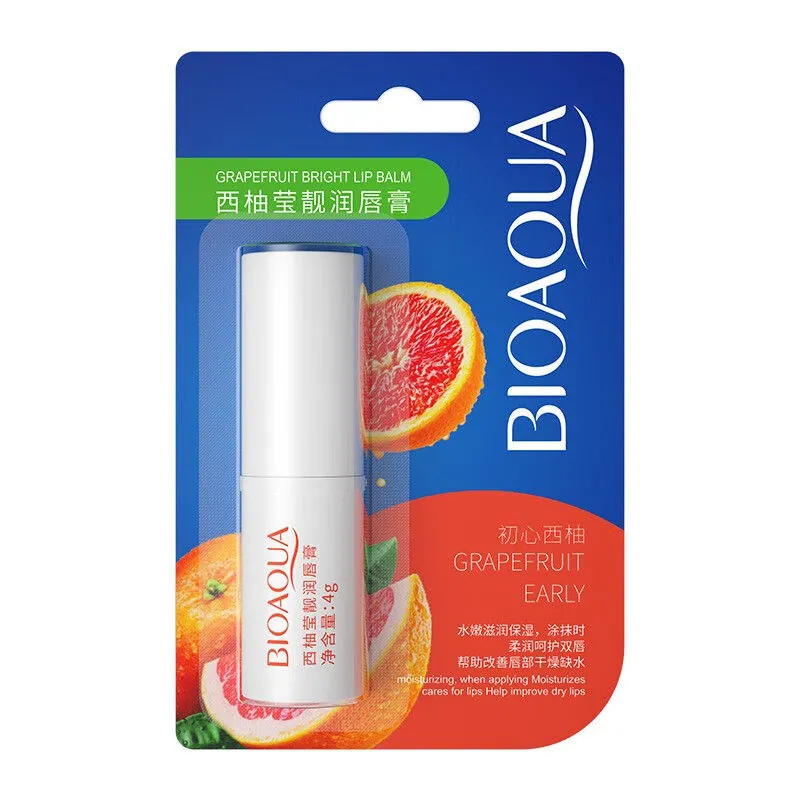 GRAPEFRUIT BRIGHT LIP BALM
西柚莹靓润唇膏
BIOAQUA
初心西柚
GRAPEFRUIT
EARLY
水嫩滋润保湿，涂抹时
柔润呵护双唇
帮助改善唇部干燥缺水
moisturizing, when applying Moisturizes
cares for lips Help improve dry lips
BIOAQUA
西柚莹靓润唇膏
净含量:4g